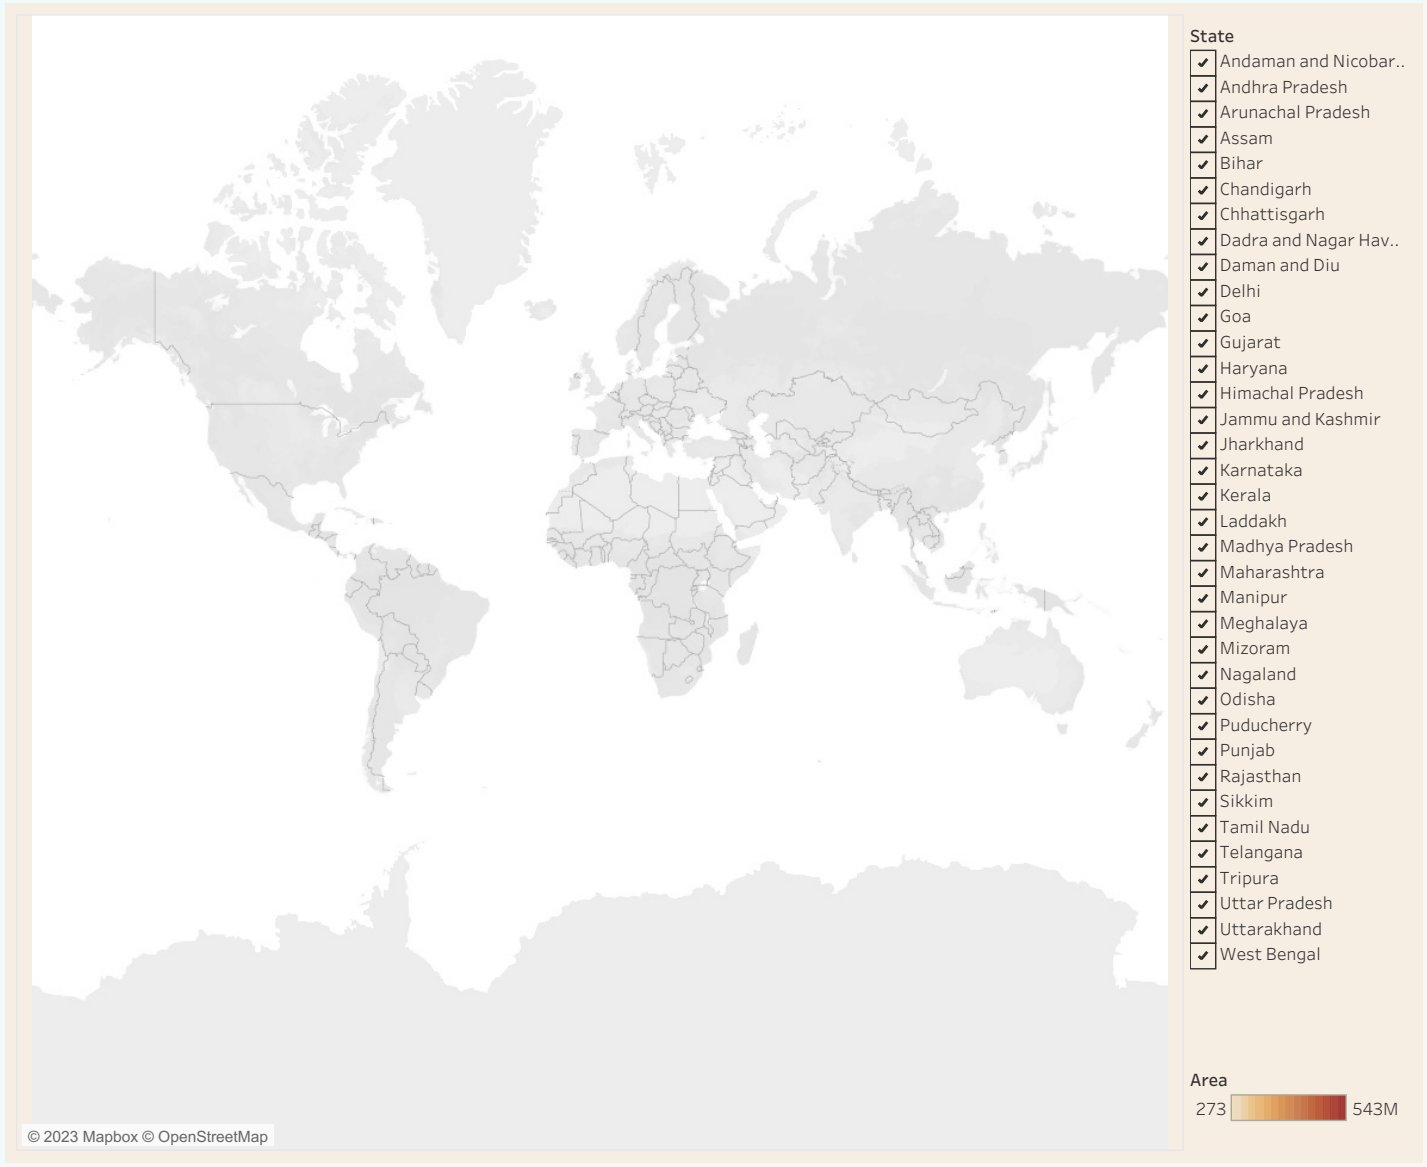 State
Andaman and Nicobar..
Andhra Pradesh
Arunachal Pradesh
Assam
Bihar
Chandigarh
Chhattisgarh
Dadra and Nagar Hav..
Daman and Diu
Delhi
Goa
Gujarat
Haryana
Himachal Pradesh
Jammu and Kashmir
Jharkhand
Karnataka
Kerala
Laddakh
Madhya Pradesh
Maharashtra
Manipur
Meghalaya
Mizoram
Nagaland
Odisha
Puducherry
Punjab
Rajasthan
Sikkim
Tamil Nadu
Telangana
Tripura
Uttar Pradesh
Uttarakhand
West Bengal
Area
273 543M
© 2023 Mapbox © OpenStreetMap